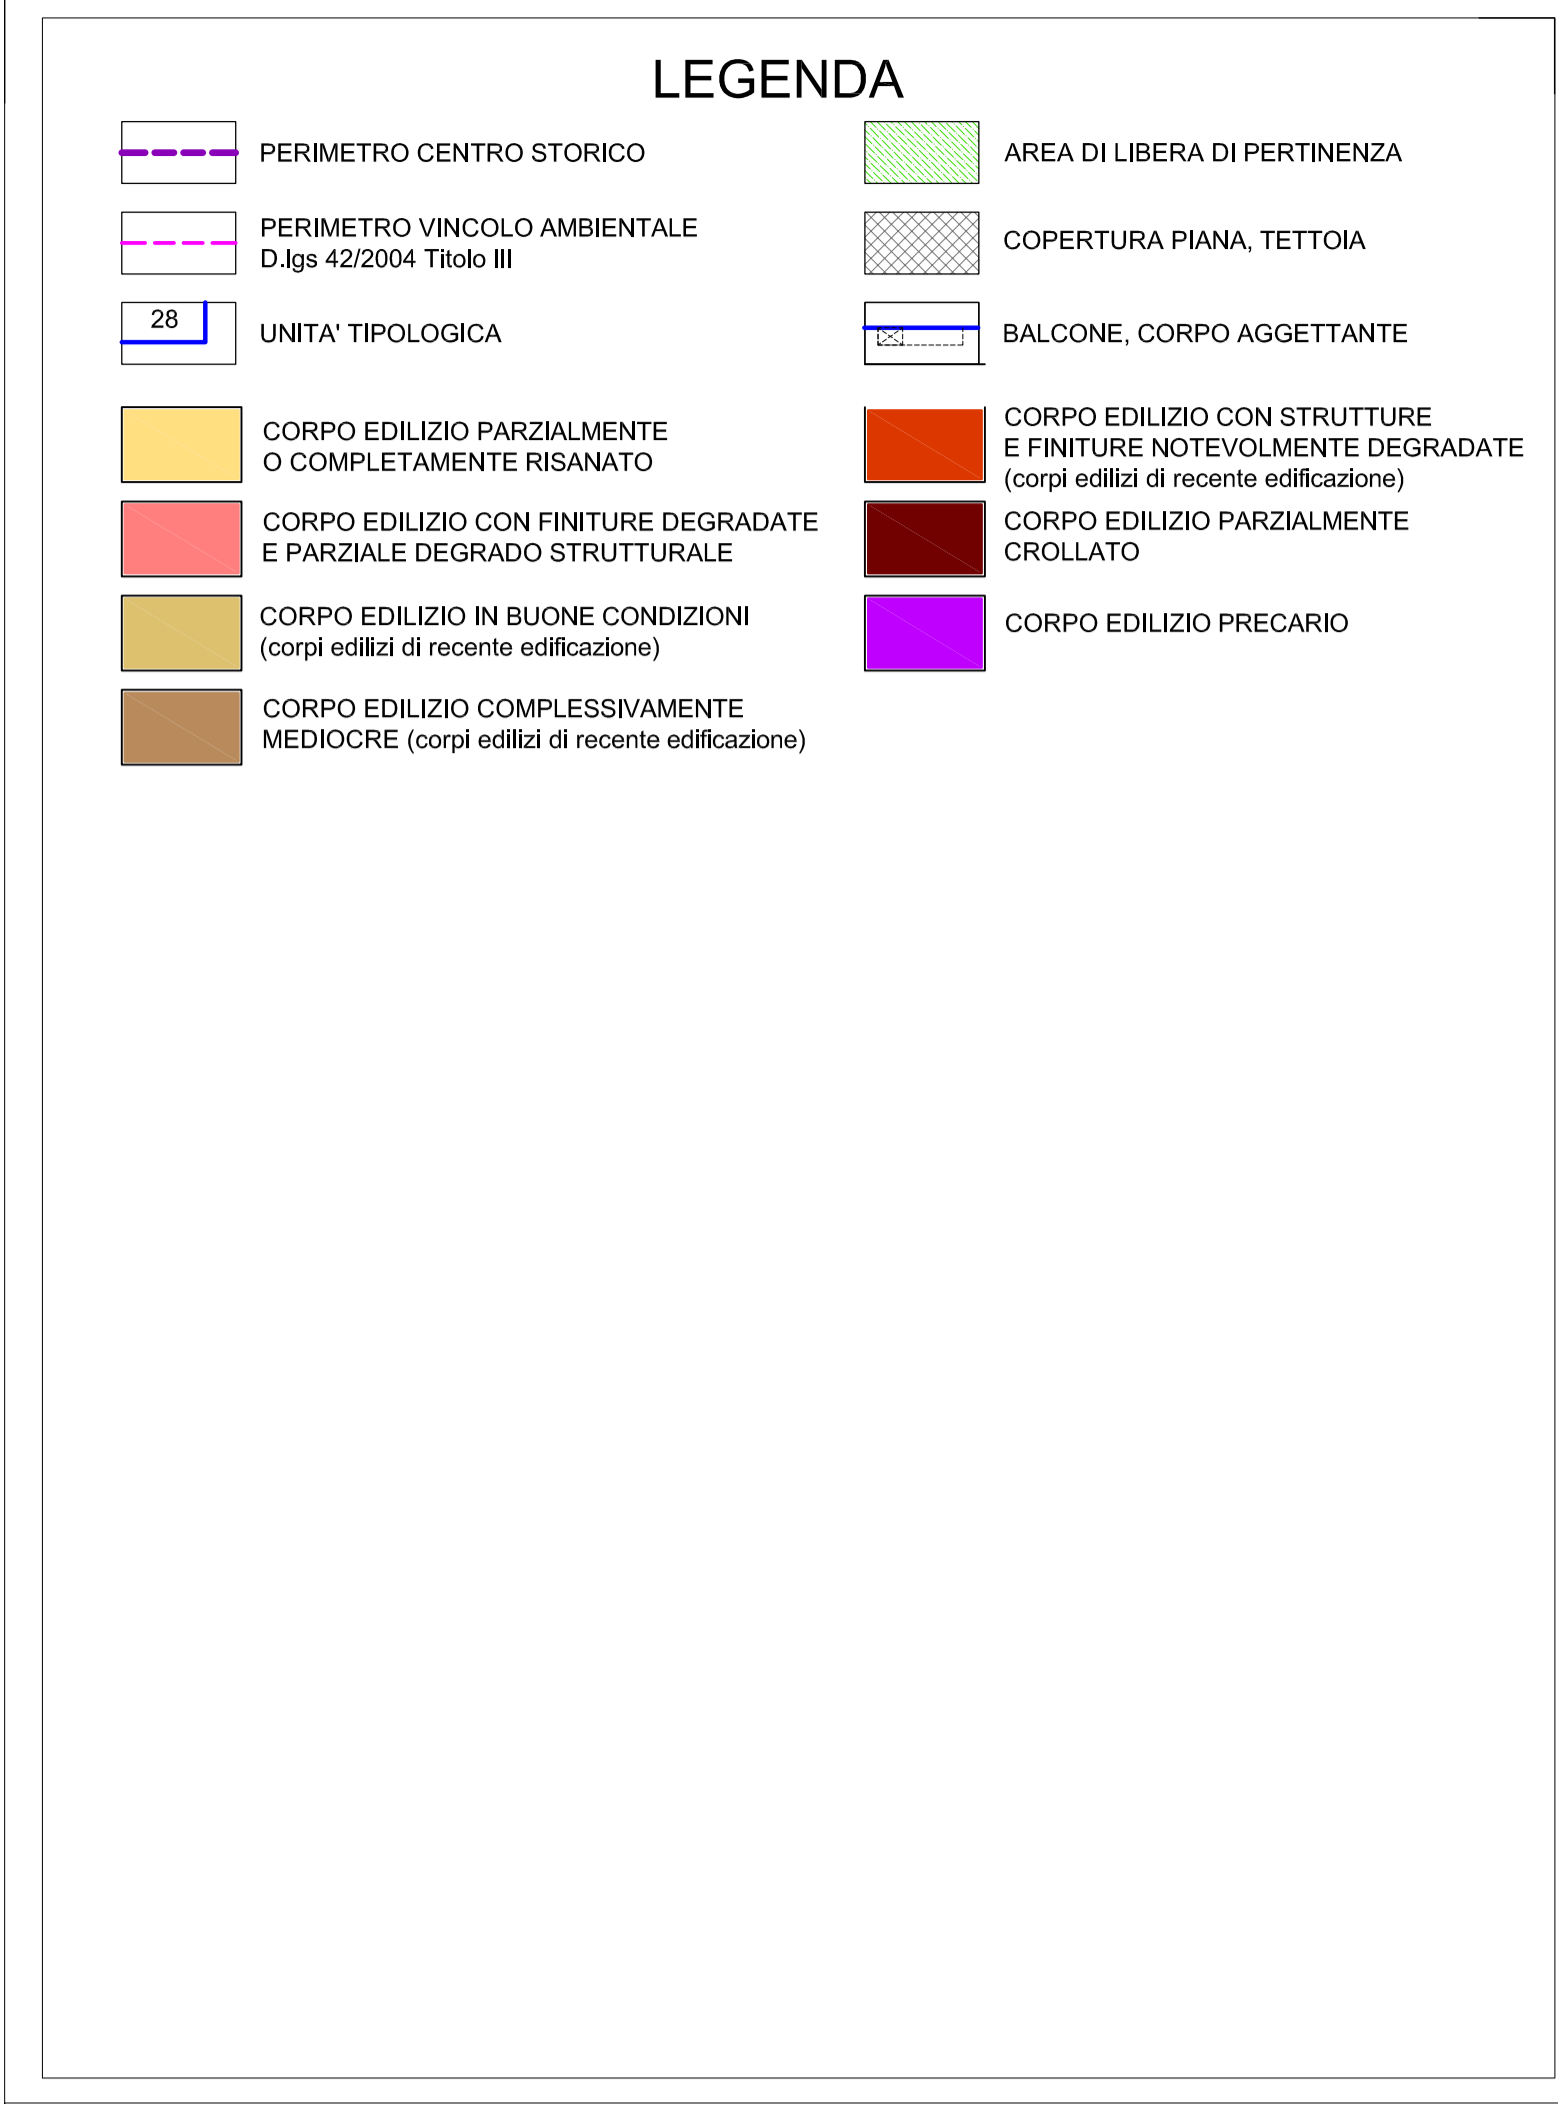 LEGENDA
PERIMETRO CENTRO STORICO
PERIMETRO VINCOLO AMBIENTALE
D.lgs 42/2004 Titolo III
28
UNITA' TIPOLOGICA
CORPO EDILIZIO PARZIALMENTE
O COMPLETAMENTE RISANATO
CORPO EDILIZIO CON FINITURE DEGRADATE
E PARZIALE DEGRADO STRUTTURALE
CORPO EDILIZIO IN BUONE CONDIZIONI
(corpi edilizi di recente edificazione)
CORPO EDILIZIO COMPLESSIVAMENTE
MEDIOCRE (corpi edilizi di recente edificazione)
AREA DI LIBERA DI PERTINENZA
COPERTURA PIANA, TETTOIA
BALCONE, CORPO AGGETTANTE
CORPO EDILIZIO CON STRUTTURE
E FINITURE NOTEVOLMENTE DEGRADATE
(corpi edilizi di recente edificazione)
CORPO EDILIZIO PARZIALMENTE
CROLLATO
CORPO EDILIZIO PRECARIO